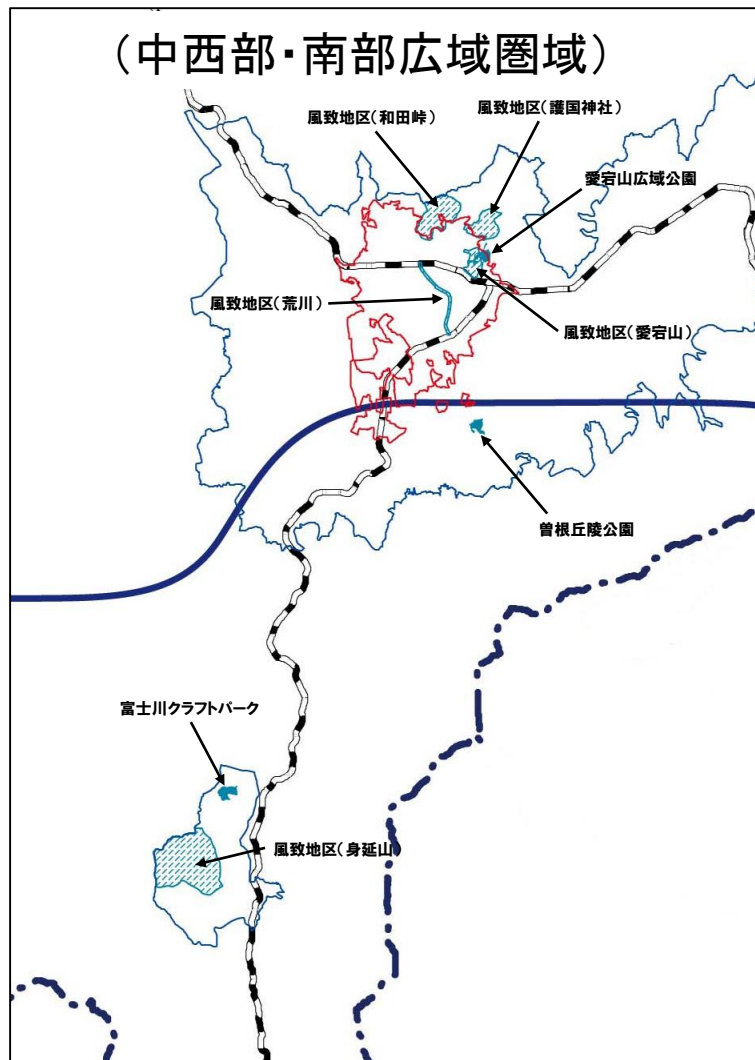 （中西部・南部広域圏域）
風致地区（和田峠）
風致地区（護国神社）
愛宕山広域公園
風致地区（荒川）
風致地区（愛宕山）
曽根丘陵公園
富士川クラフトパーク
風致地区（身延山）